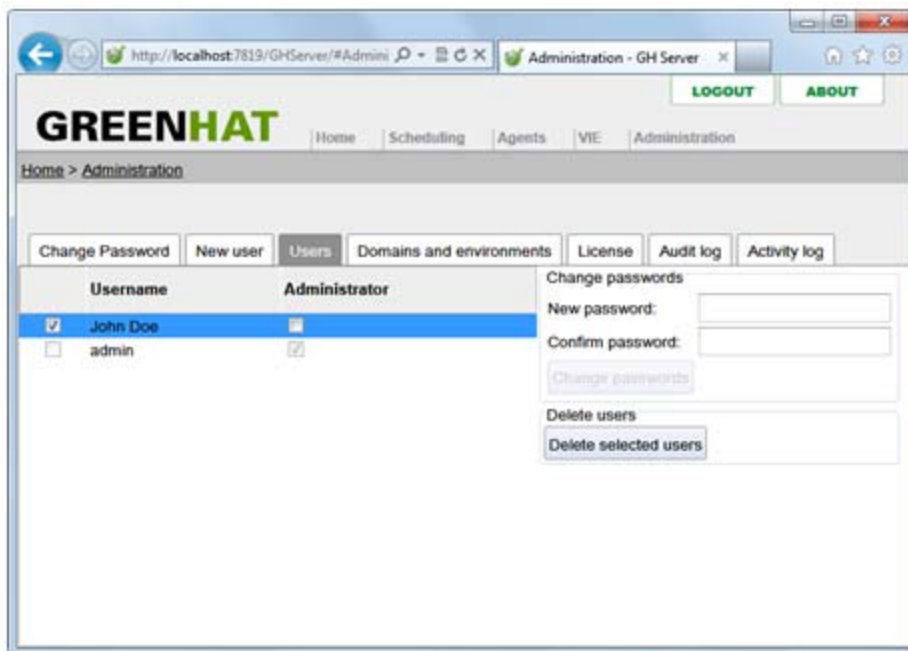 http://localhost:7819/GHServer/#Admini
Administration - GH Server
LOGOUT ABOUT
GREENHAT
Home Scheduling Agents VIE Administration
Home > Administration
Change Password New user Users Domains and environments License Audit log Activity log
Username Administrator
John Doe
admin
Change passwords
New password:
Confirm password:
Change passwords
Delete users
Delete selected users